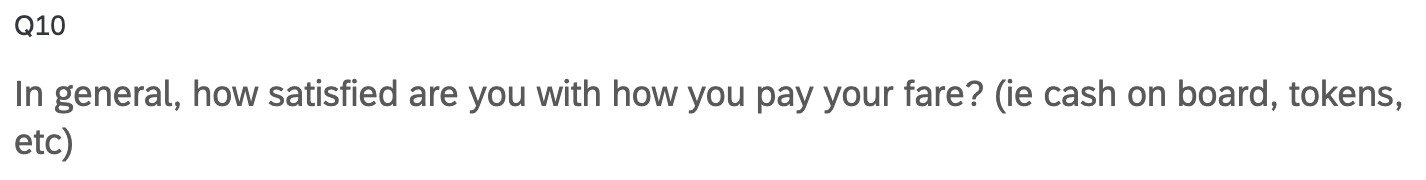 Q10
In general, how satisfied are you with how you pay your fare? (ie cash on board, tokens,
etc)